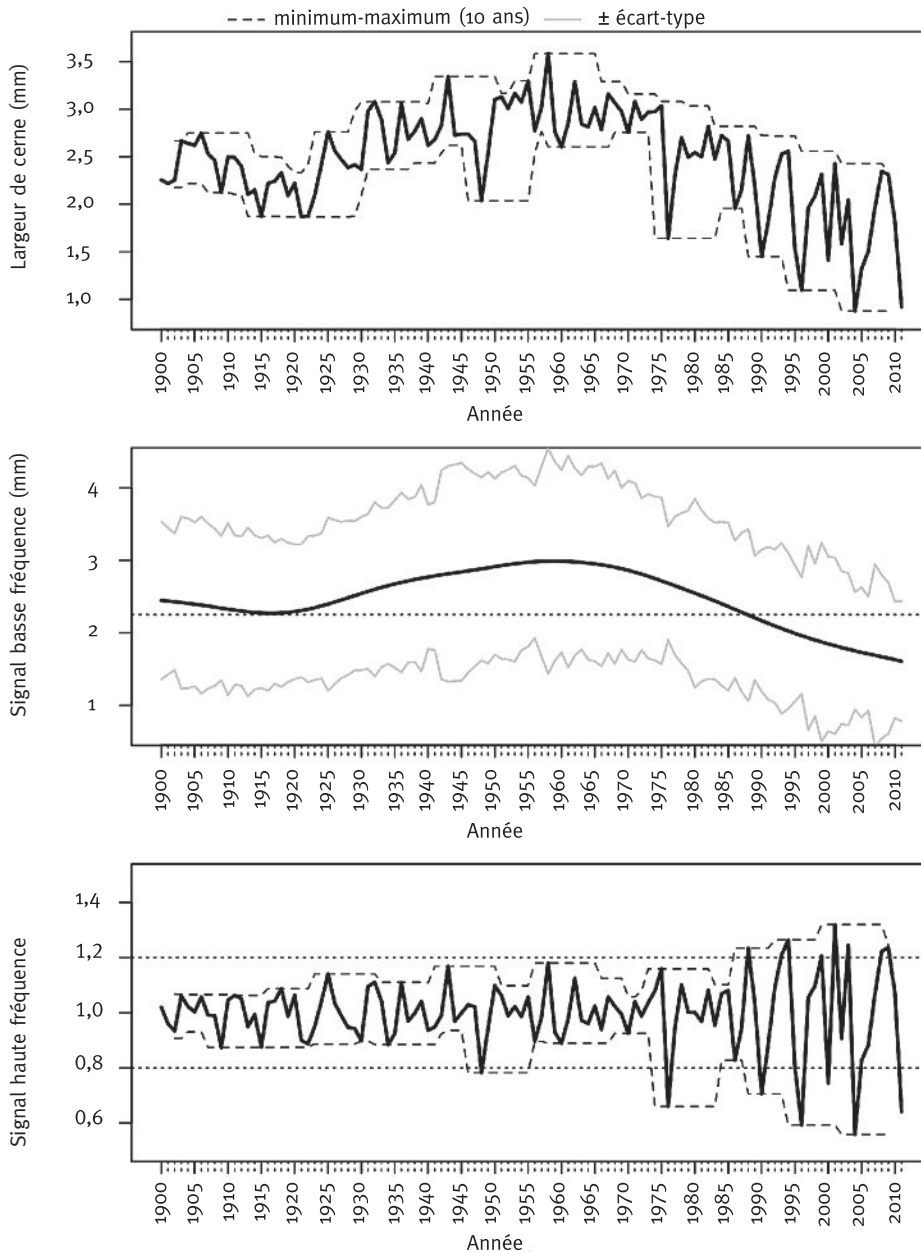 minimum-maximum (10 ans) ± écart-type
Largeur de cerne (mm)
3,5
3,0
2,5
2,0
1,5
1,0
1900 1905 1910 1915 1920 1925 1930 1935 1940 1945 1950 1955 1960 1965 1970 1975 1980 1985 1990 1995 2000 2005 2010
Année
Signal basse fréquence (mm)
4
3
2
1
1900 1905 1910 1915 1920 1925 1930 1935 1940 1945 1950 1955 1960 1965 1970 1975 1980 1985 1990 1995 2000 2005 2010
Année
Signal haute fréquence
1,4
1,2
1,0
0,8
0,6
1900 1905 1910 1915 1920 1925 1930 1935 1940 1945 1950 1955 1960 1965 1970 1975 1980 1985 1990 1995 2000 2005 2010
Année